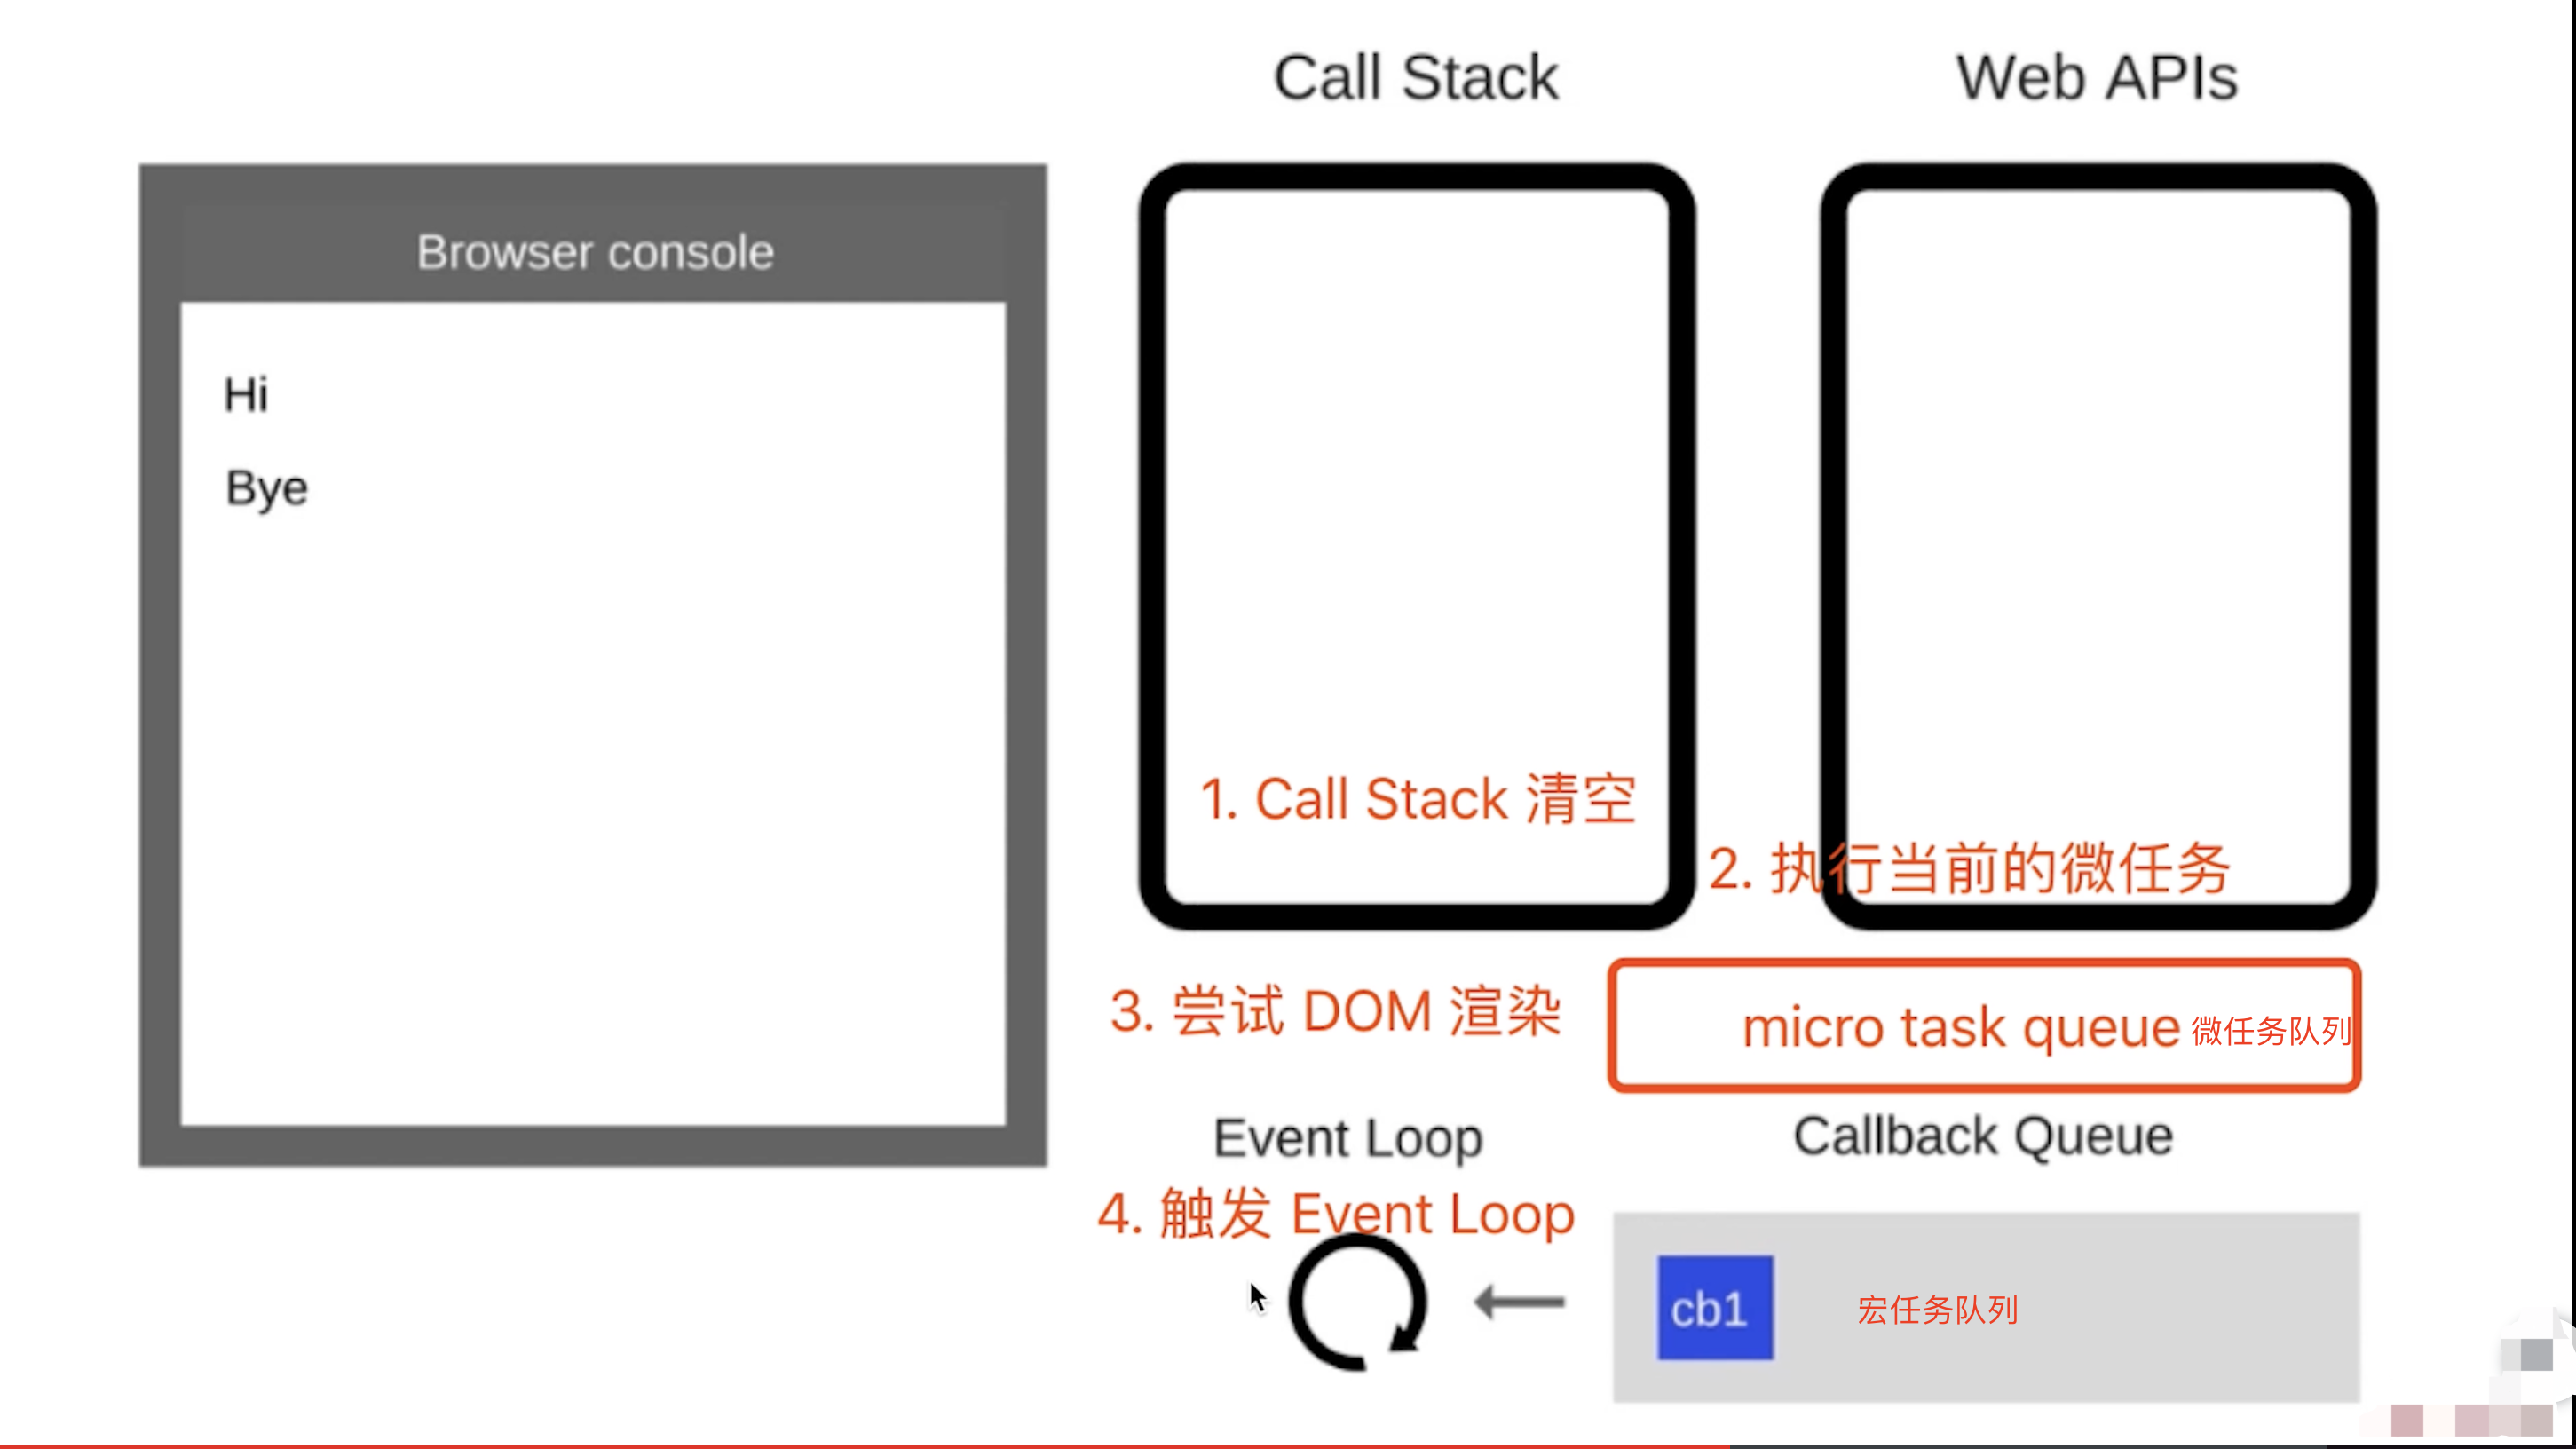 Call Stack
Web APIs
Browser console
Hi
Bye
1. Call Stack 清空
2. 执行当前的微任务
3. 尝试 DOM 渲染
micro task queue 微任务队列
Event Loop
Callback Queue
4. 触发 Event Loop
cb1
宏任务队列